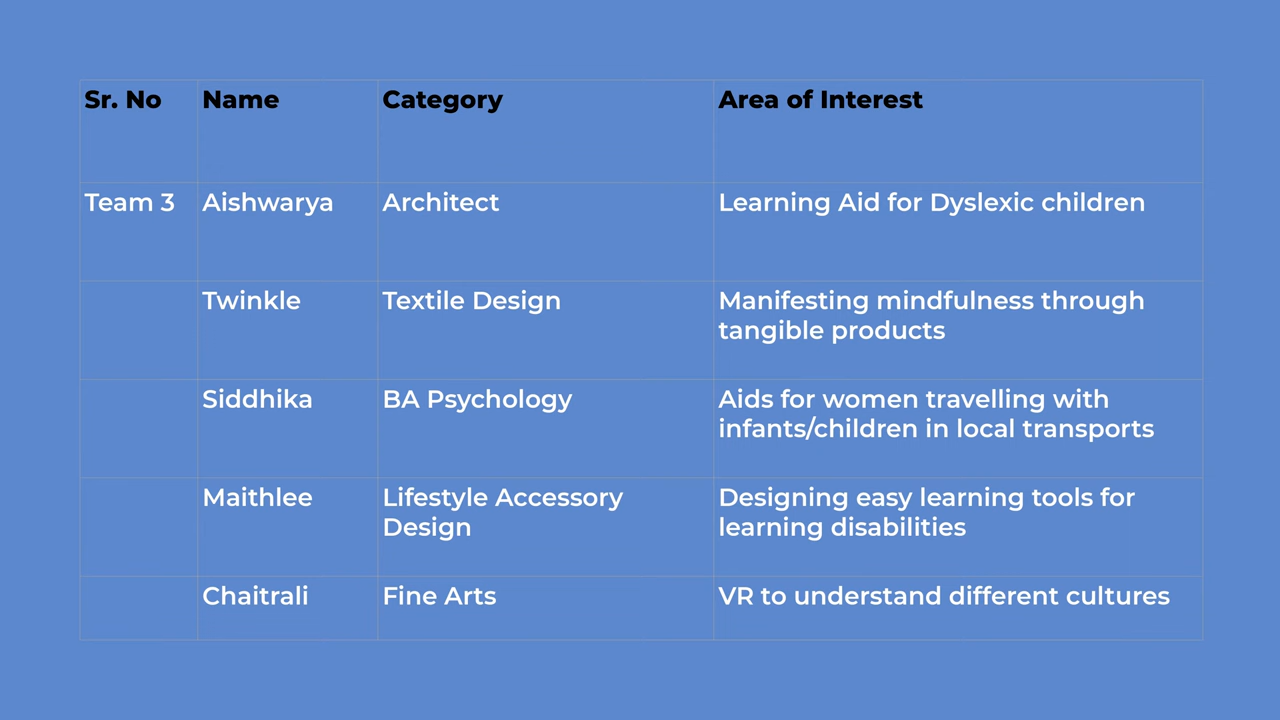 Sr. No Name Category Area of Interest
Team 3 Aishwarya Architect Learning Aid for Dyslexic children
Twinkle Textile Design Manifesting mindfulness through
tangible products
Siddhika BA Psychology Aids for women travelling with
infants/children in local transports
Maithlee Lifestyle Accessory Designing easy learning tools for
Design learning disabilities
Chaitrali Fine Arts VR to understand different cultures